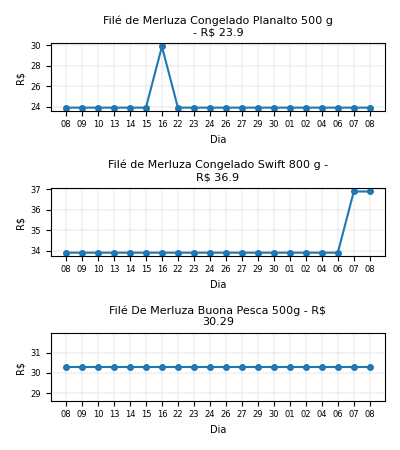 Filé de Merluza Congelado Planalto 500 g
- R$ 23.9
30
28
26
24
R$
08 09 10 13 14 15 16 22 23 24 26 27 29 30 01 02 04 06 07 08
Dia
Filé de Merluza Congelado Swift 800 g -
R$ 36.9
37
36
35
34
R$
08 09 10 13 14 15 16 22 23 24 26 27 29 30 01 02 04 06 07 08
Dia
Filé De Merluza Buona Pesca 500g - R$
30.29
31
30
29
R$
08 09 10 13 14 15 16 22 23 24 26 27 29 30 01 02 04 06 07 08
Dia